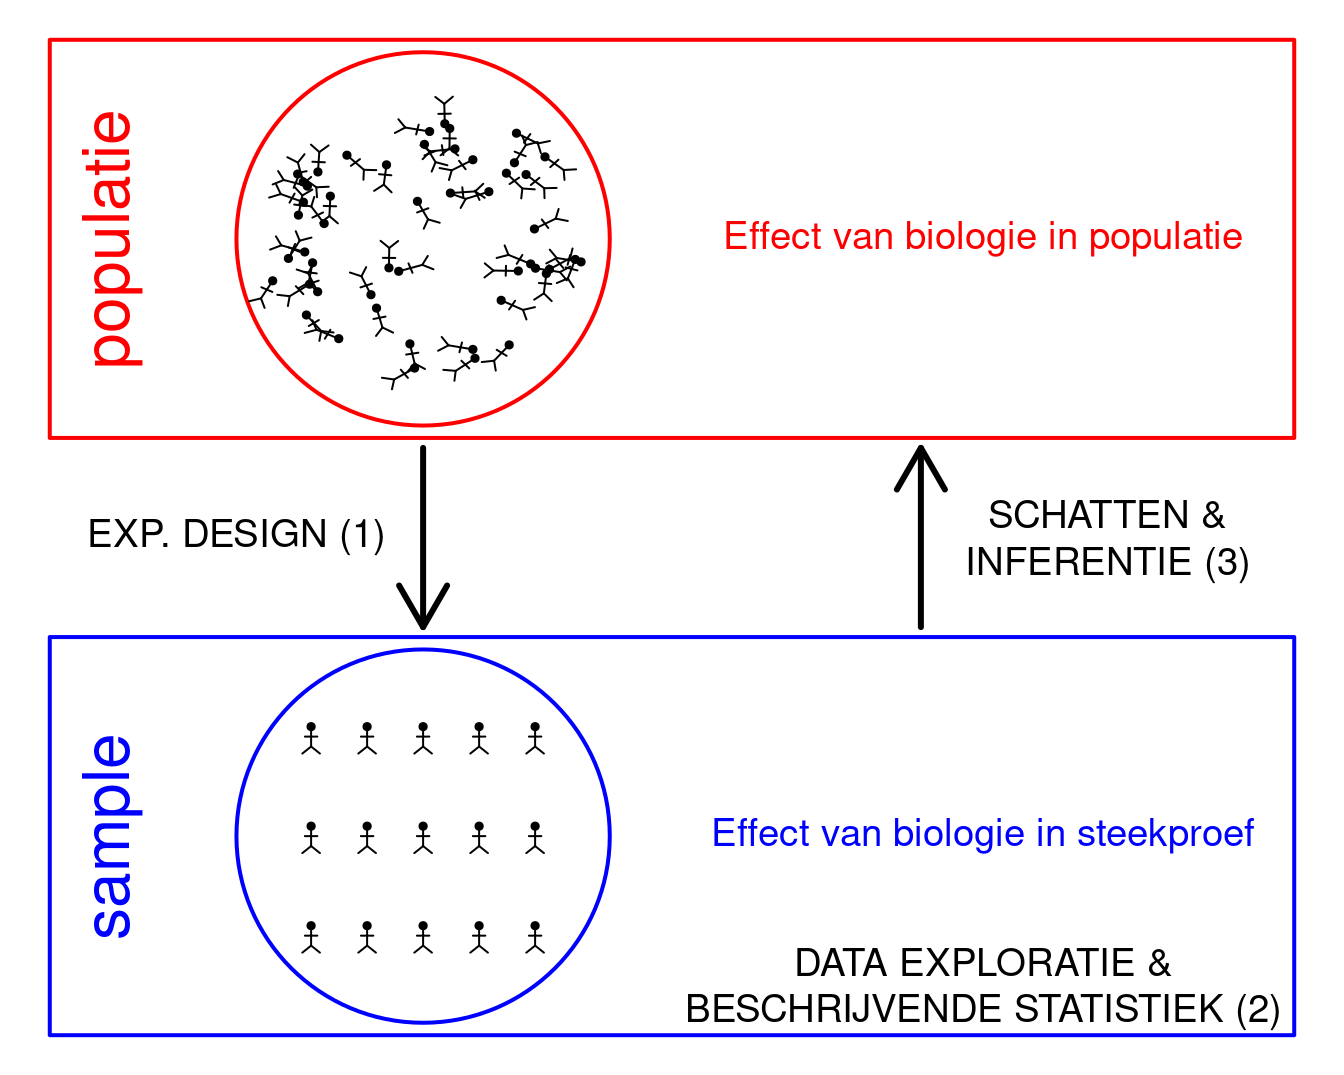 populatie
Effect van biologie in populatie
EXP. DESIGN (1)
SCHATTEN &
INFERENTIE (3)
sample
Effect van biologie in steekproef
DATA EXPLORATIE &
BESCHRIJVENDE STATISTIEK (2)